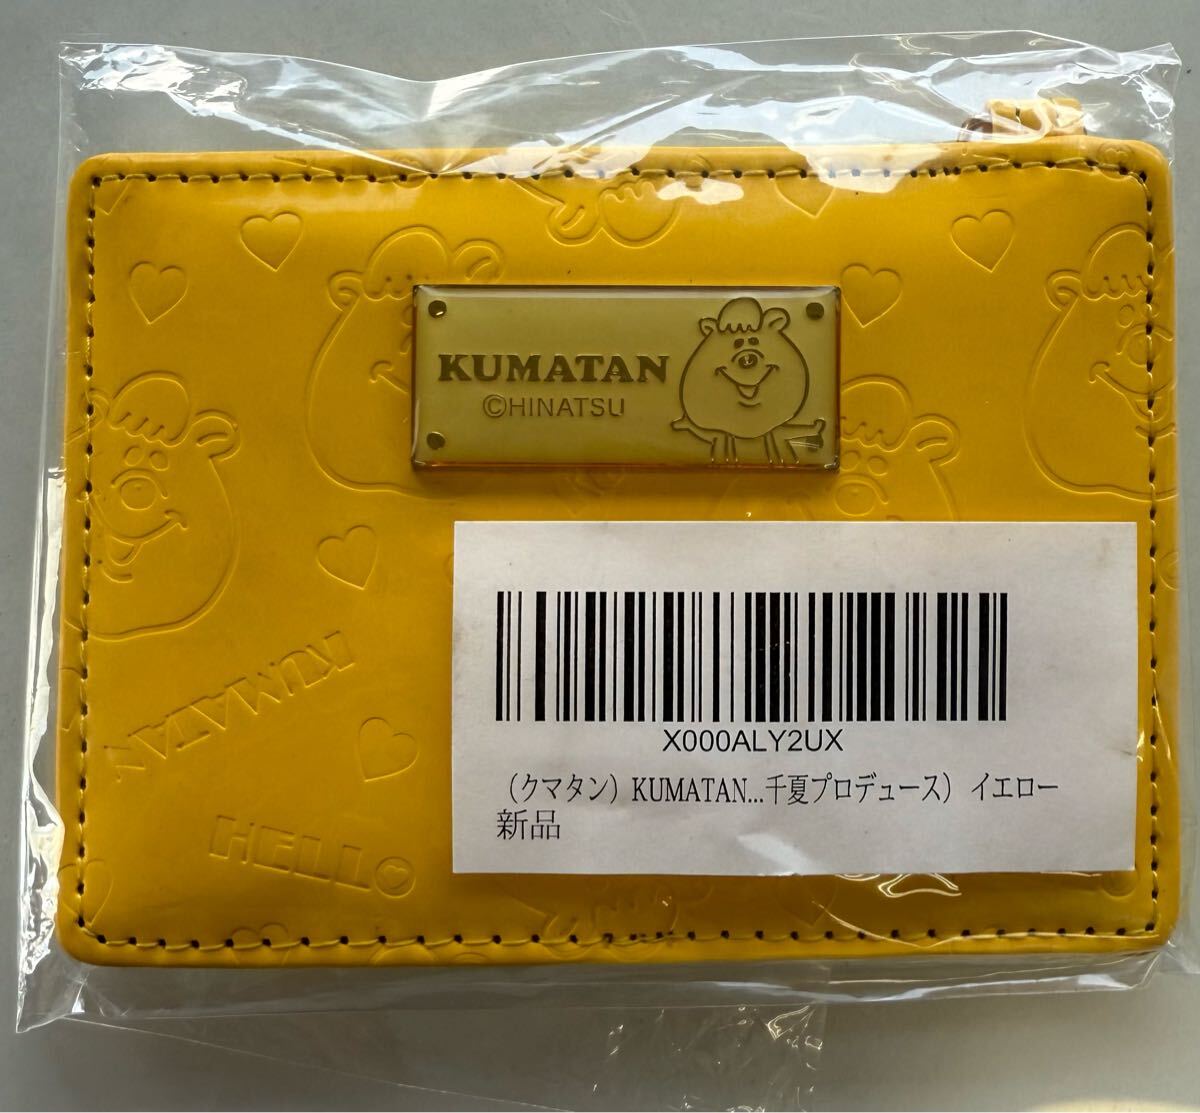 KUMATAN
©HINATSU
KUMATAN
HELLO
X000ALY2UX
（クマタン）KUMATAN...千夏プロデュース） イエロー
新品